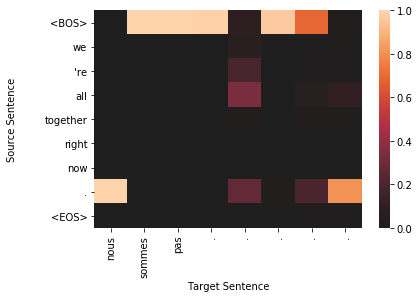 <BOS>
we
're
all
together
right
now
.
<EOS>
Source Sentence
nous
sommes
pas
.
.
.
.
.
Target Sentence
1.0
0.8
0.6
0.4
0.2
0.0